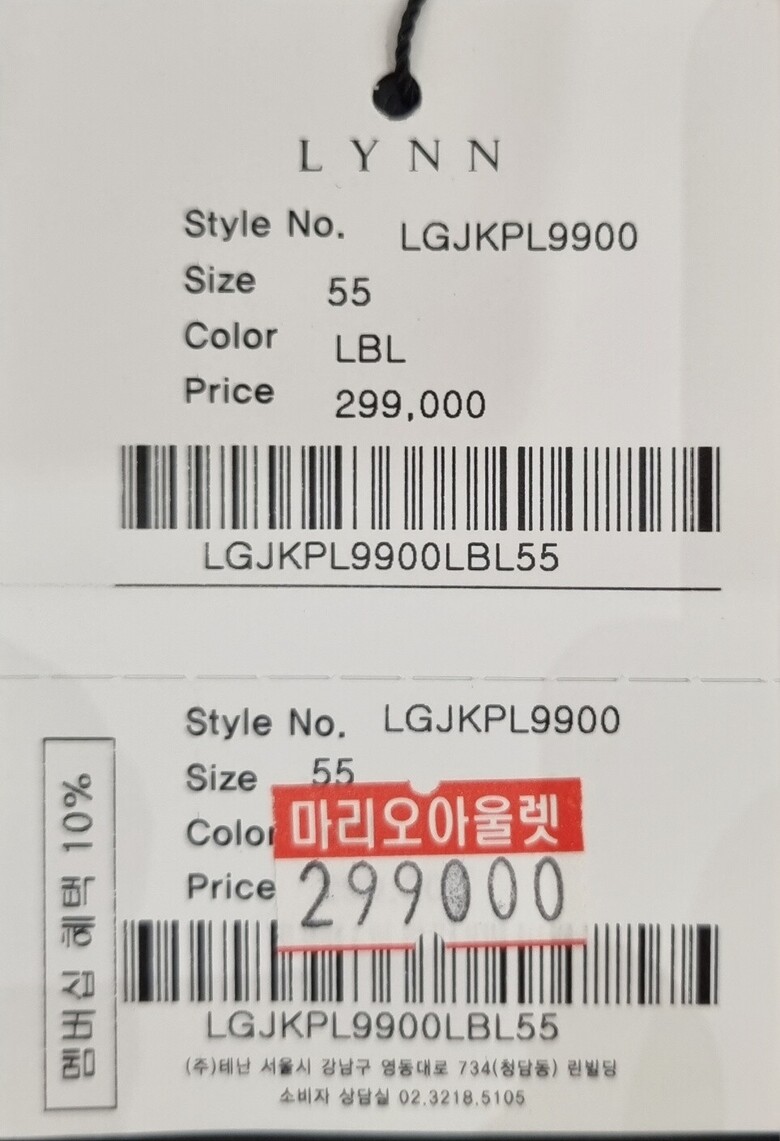 LYNN
Style No. LGJKPL9900
Size 55
Color LBL
Price 299,000
LGJKPL9900LBL55
Style No. LGJKPL9900
Size 55
Color
마리오아울렛
Price 299000
LGJKPL9900LBL55
(주)테난 서울시 강남구 영동대로 734(청담동) 린빌딩
소비자 상담실 02.3218.5105
멤버십 혜택 10%